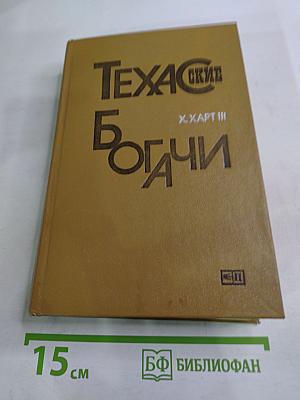 ТЕХАССКИЕ
Х. ХАРТ III
БОГАЧИ
П
15 см
БФ БИБЛИОФАН